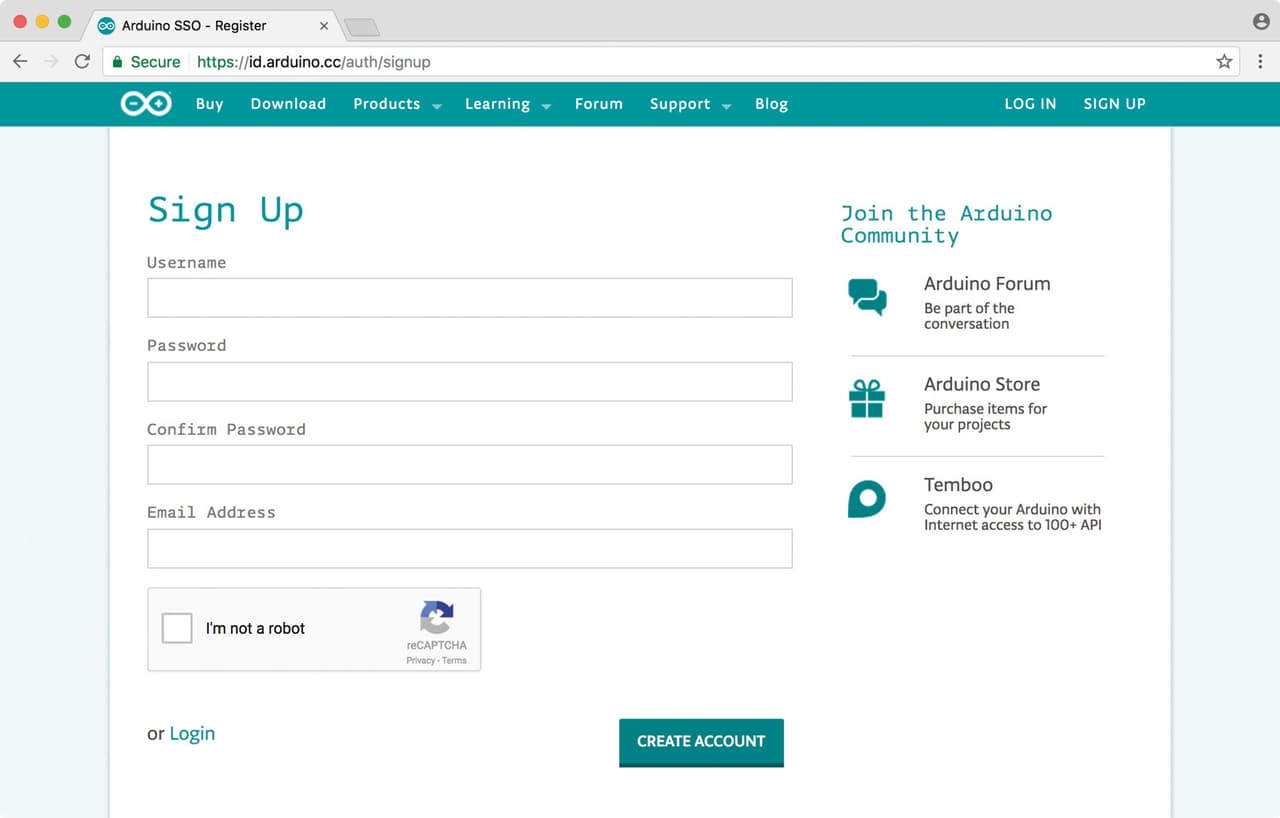 Arduino SSO - Register
Secure https://id.arduino.cc/auth/signup
Buy Download Products Learning Forum Support Blog LOG IN SIGN UP
Sign Up
Username
Password
Confirm Password
Email Address
I'm not a robot
reCAPTCHA
Privacy - Terms
or Login
CREATE ACCOUNT
Join the Arduino
Community
Arduino Forum
Be part of the
conversation
Arduino Store
Purchase items for
your projects
Temboo
Connect your Arduino with
Internet access to 100+ API